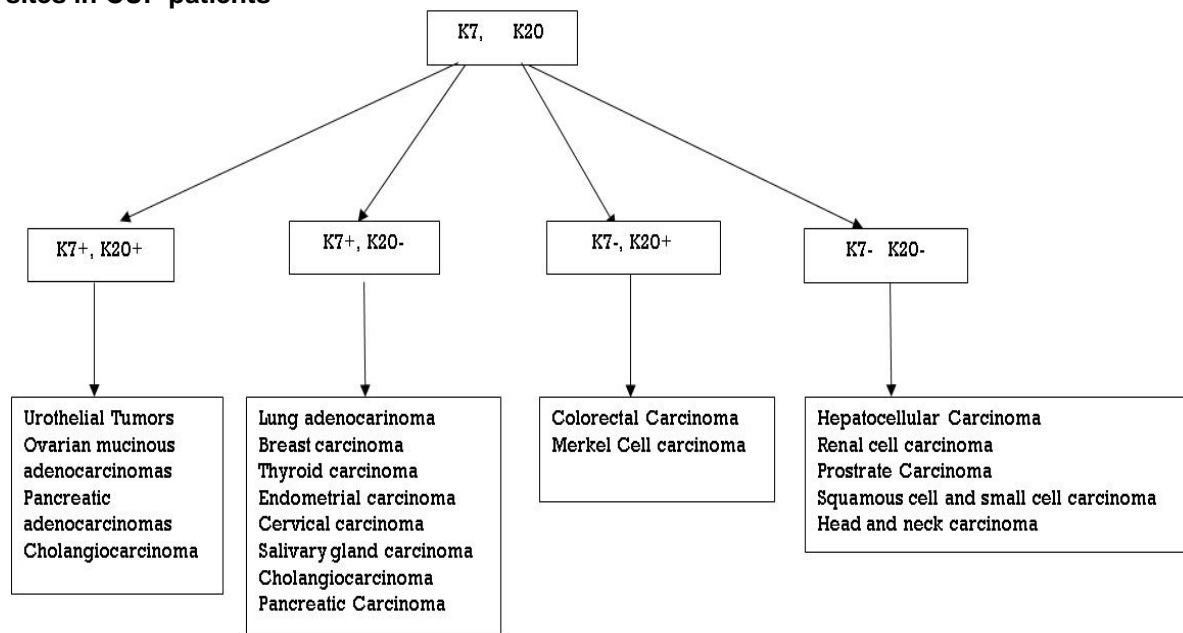 sites in CUP patients
K7, K20
K7+, K20+
K7+, K20-
K7-, K20+
K7- K20-
Urothelial Tumors
Ovarian mucinous
adenocarcinomas
Pancreatic
adenocarcinomas
Cholangiocarcinoma
Lung adenocarinoma
Breast carcinoma
Thyroid carcinoma
Endometrial carcinoma
Cervical carcinoma
Salivary gland carcinoma
Cholangiocarcinoma
Pancreatic Carcinoma
Colorectal Carcinoma
Merkel Cell carcinoma
Hepatocellular Carcinoma
Renal cell carcinoma
Prostrate Carcinoma
Squamous cell and small cell carcinoma
Head and neck carcinoma